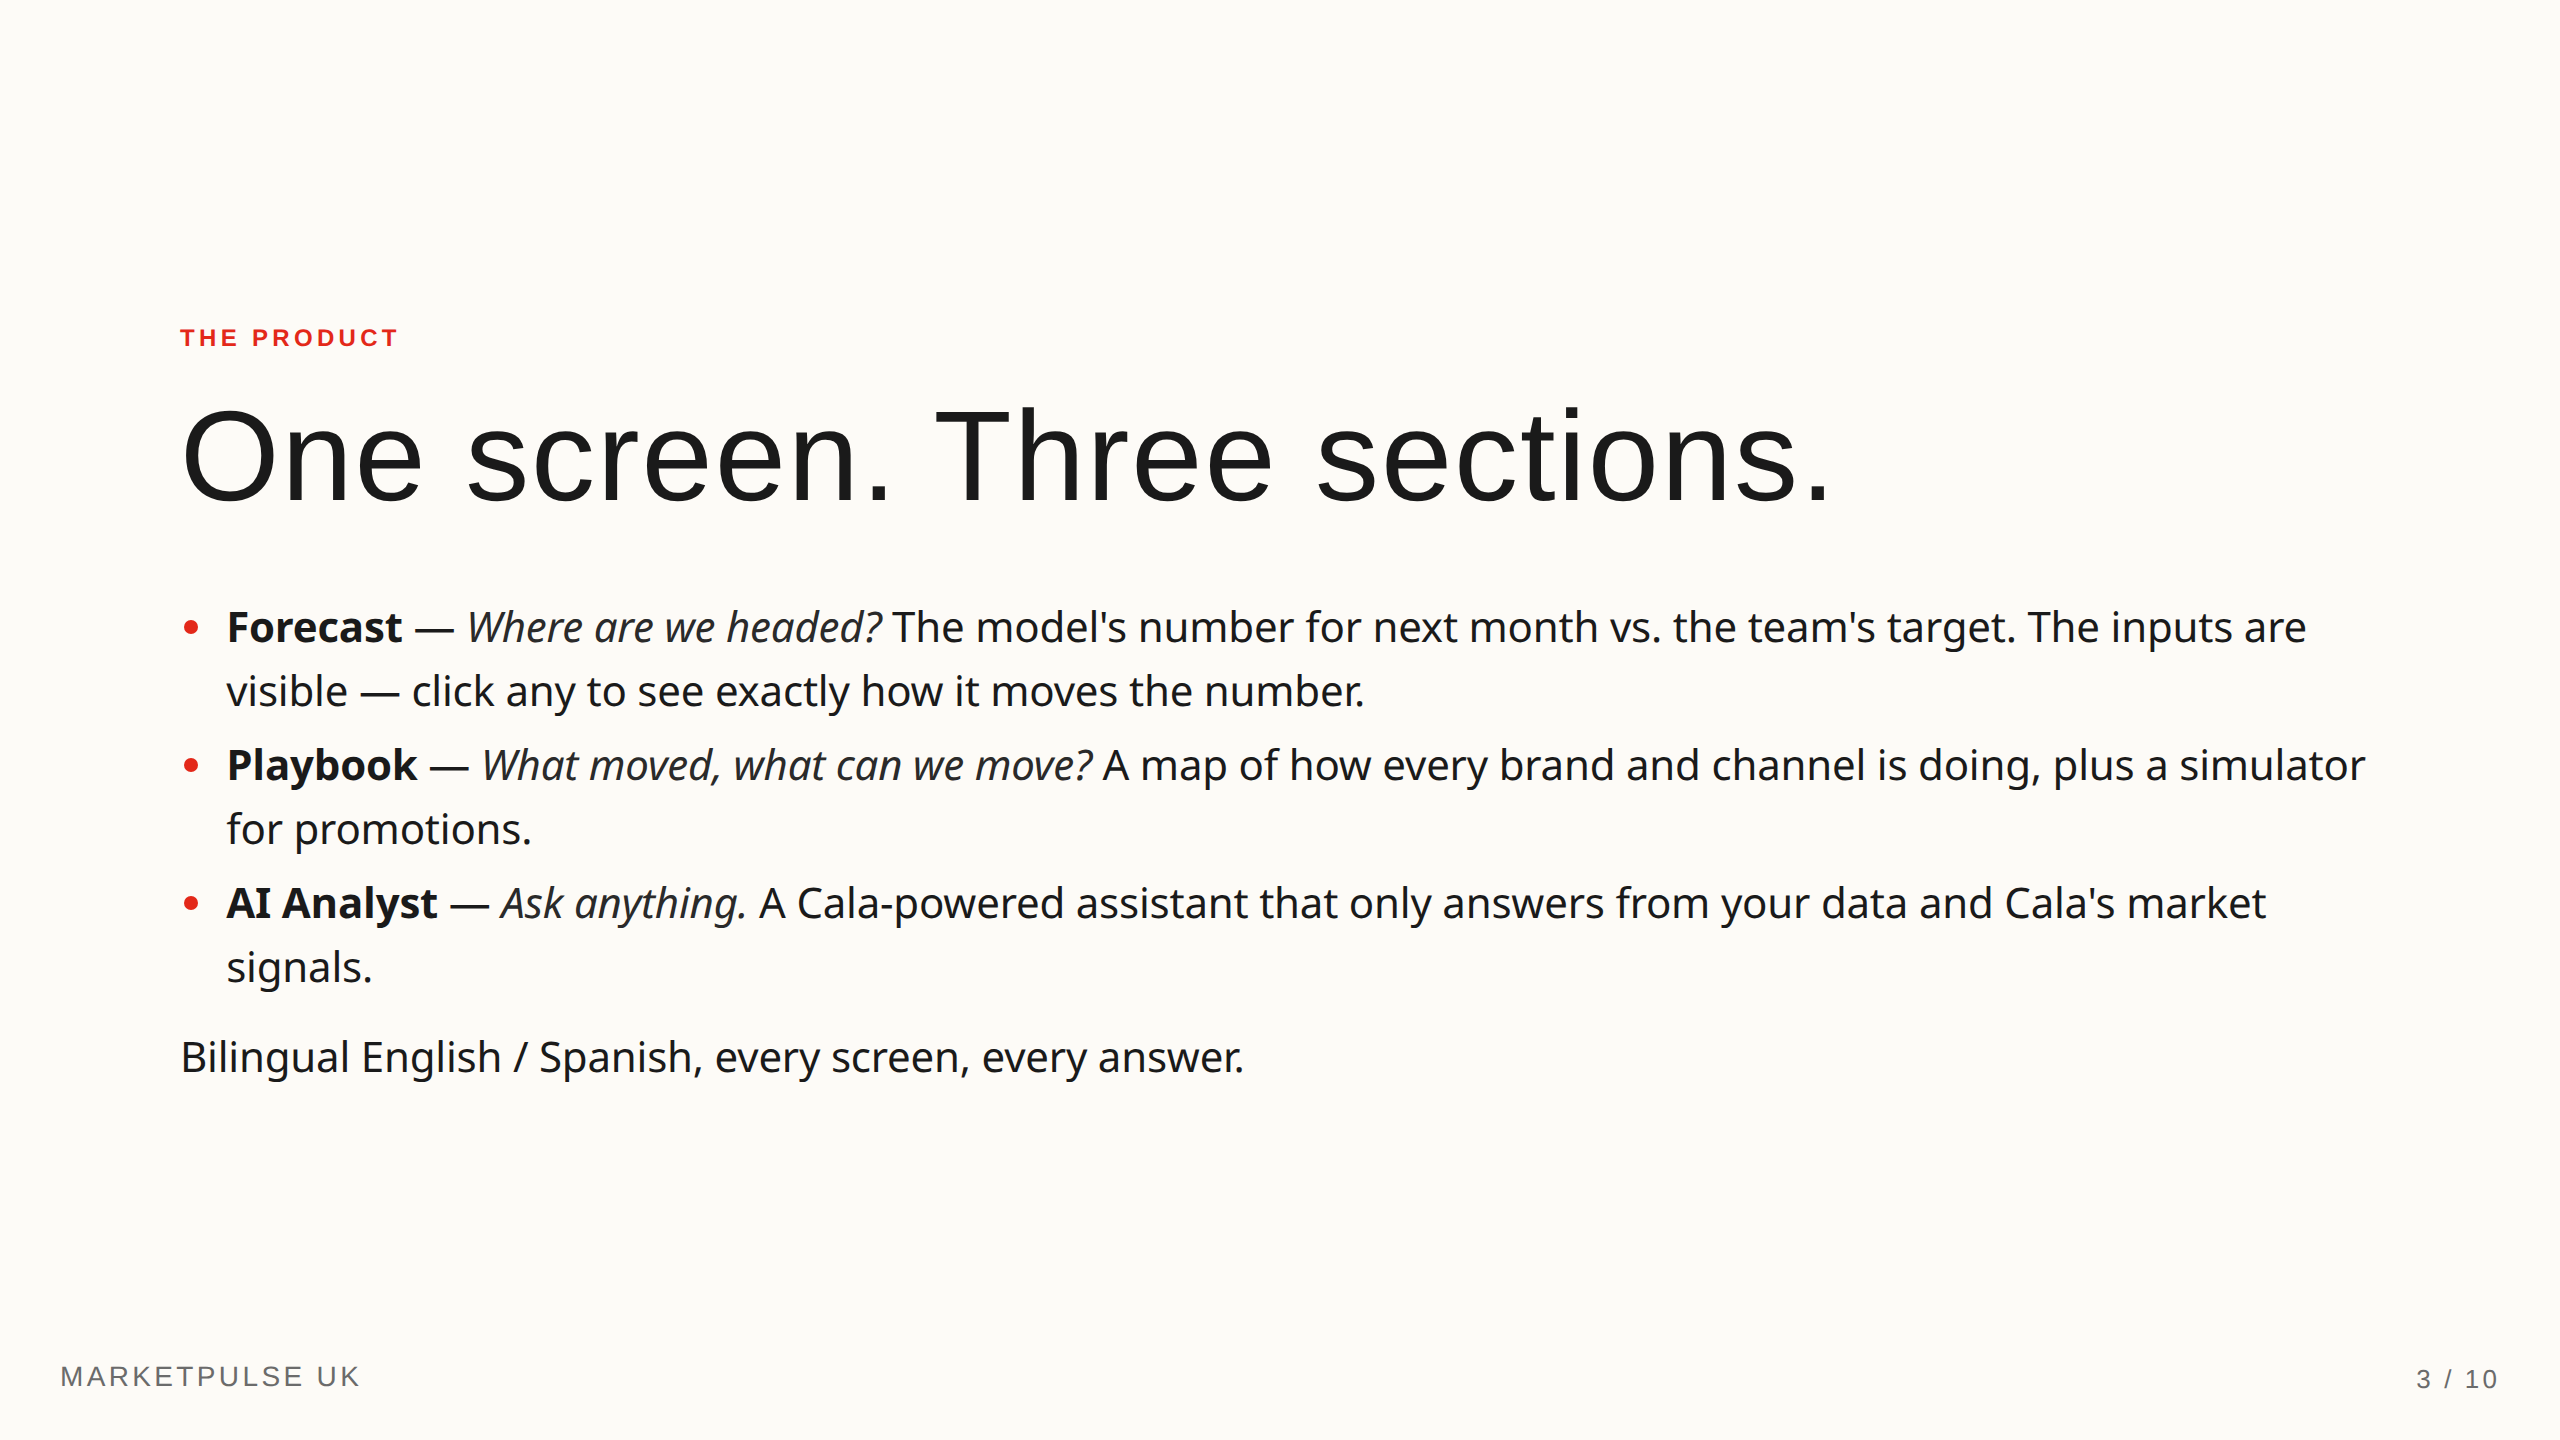 THE PRODUCT
One screen. Three sections.
• Forecast — Where are we headed? The model's number for next month vs. the team's target. The inputs are
visible — click any to see exactly how it moves the number.
• Playbook — What moved, what can we move? A map of how every brand and channel is doing, plus a simulator
for promotions.
• AI Analyst — Ask anything. A Cala-powered assistant that only answers from your data and Cala's market
signals.
Bilingual English / Spanish, every screen, every answer.
MARKETPULSE UK
3 / 10